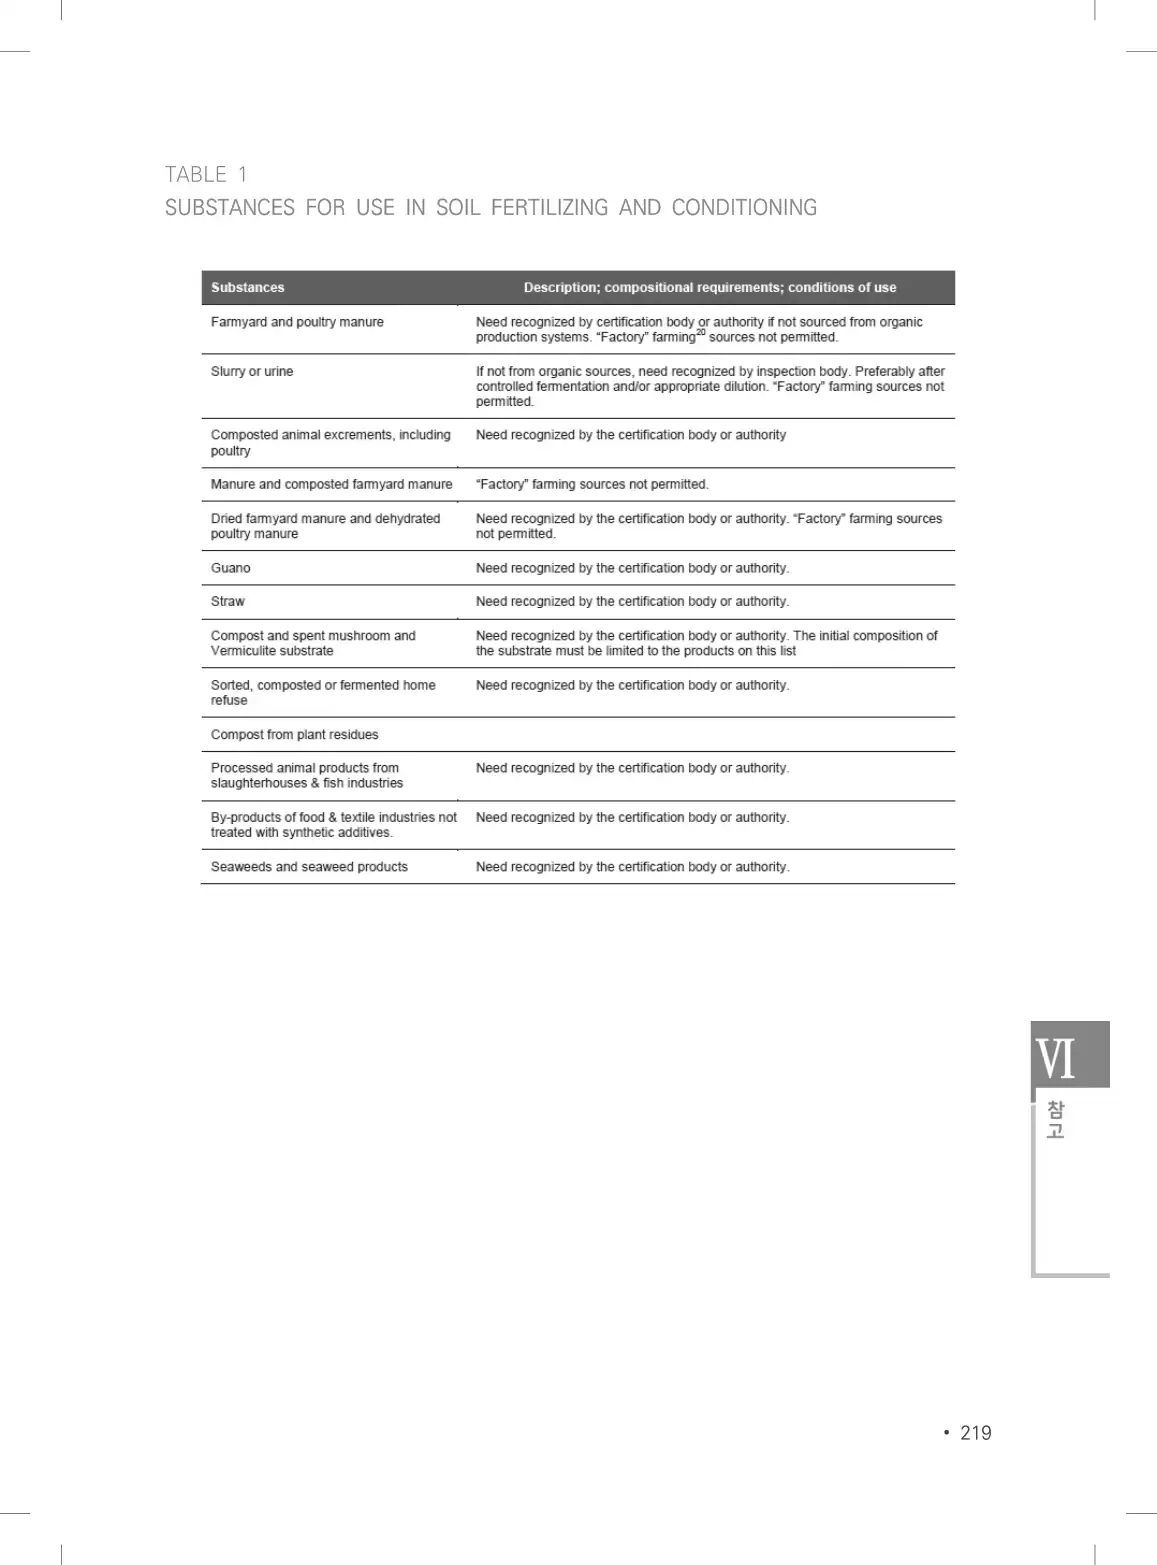 TABLE 1
SUBSTANCES FOR USE IN SOIL FERTILIZING AND CONDITIONING
Substances
Description; compositional requirements; conditions of use
Farmyard and poultry manure
Need recognized by certification body or authority if not sourced from organic
production systems. “Factory” farming20 sources not permitted.
Slurry or urine
If not from organic sources, need recognized by inspection body. Preferably after
controlled fermentation and/or appropriate dilution. “Factory” farming sources not
permitted.
Composted animal excrements, including
poultry
Need recognized by the certification body or authority
Manure and composted farmyard manure
“Factory” farming sources not permitted.
Dried farmyard manure and dehydrated
poultry manure
Need recognized by the certification body or authority. “Factory” farming sources
not permitted.
Guano
Need recognized by the certification body or authority.
Straw
Need recognized by the certification body or authority.
Compost and spent mushroom and
Vermiculite substrate
Need recognized by the certification body or authority. The initial composition of
the substrate must be limited to the products on this list
Sorted, composted or fermented home
refuse
Need recognized by the certification body or authority.
Compost from plant residues
Processed animal products from
slaughterhouses & fish industries
Need recognized by the certification body or authority.
By-products of food & textile industries not
treated with synthetic additives.
Need recognized by the certification body or authority.
Seaweeds and seaweed products
Need recognized by the certification body or authority.
Ⅵ
참고
• 219